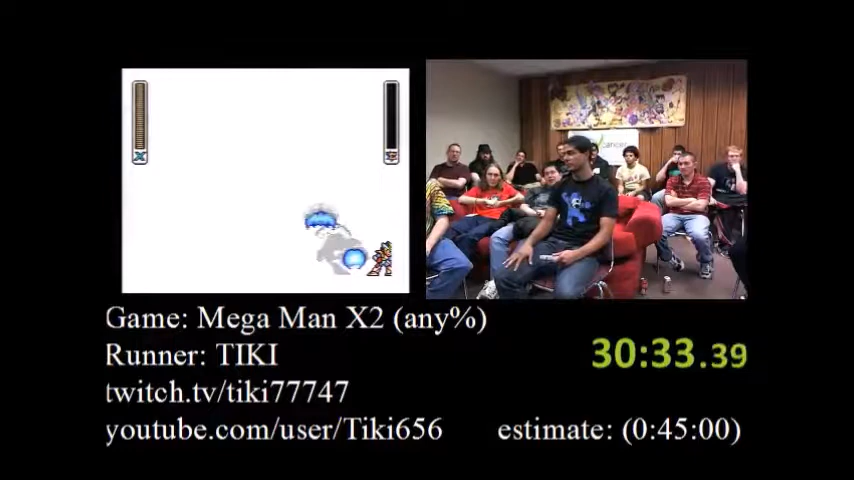 cancer
Game: Mega Man X2 (any%)
Runner: TIKI
30:33.39
twitch.tv/tiki77747
youtube.com/user/Tiki656
estimate: (0:45:00)